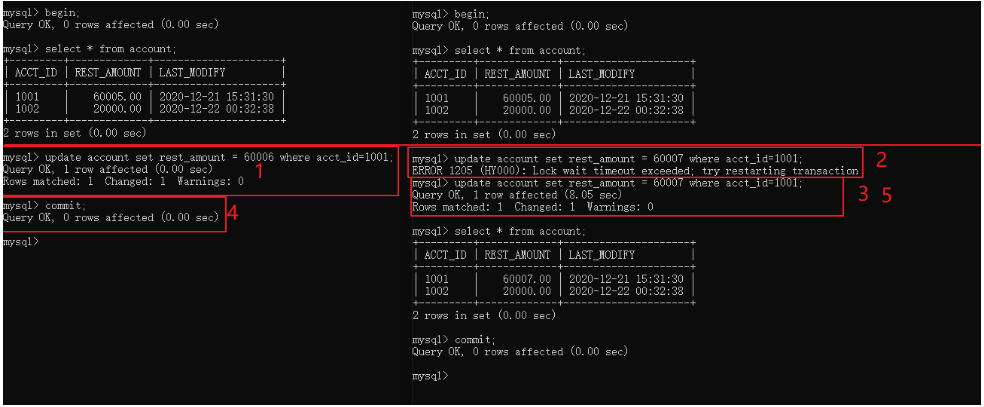 mysql> begin;
Query OK, 0 rows affected (0.00 sec)
mysql> select * from account;
+---------+-------------+---------------------+
| ACCT_ID | REST_AMOUNT | LAST_MODIFY |
+---------+-------------+---------------------+
| 1001 | 60005.00 | 2020-12-21 15:31:30 |
| 1002 | 20000.00 | 2020-12-22 00:32:38 |
+---------+-------------+---------------------+
2 rows in set (0.00 sec)
mysql> update account set rest_amount = 60006 where acct_id=1001;
Query OK, 1 row affected (0.00 sec)
Rows matched: 1 Changed: 1 Warnings: 0
1
mysql> commit;
Query OK, 0 rows affected (0.00 sec)
4
mysql>
mysql> begin;
Query OK, 0 rows affected (0.00 sec)
mysql> select * from account;
+---------+-------------+---------------------+
| ACCT_ID | REST_AMOUNT | LAST_MODIFY |
+---------+-------------+---------------------+
| 1001 | 60005.00 | 2020-12-21 15:31:30 |
| 1002 | 20000.00 | 2020-12-22 00:32:38 |
+---------+-------------+---------------------+
2 rows in set (0.00 sec)
mysql> update account set rest_amount = 60007 where acct_id=1001;
ERROR 1205 (HY000): Lock wait timeout exceeded; try restarting transaction
2
mysql> update account set rest_amount = 60007 where acct_id=1001;
Query OK, 1 row affected (8.05 sec)
Rows matched: 1 Changed: 1 Warnings: 0
3 5
mysql> select * from account;
+---------+-------------+---------------------+
| ACCT_ID | REST_AMOUNT | LAST_MODIFY |
+---------+-------------+---------------------+
| 1001 | 60007.00 | 2020-12-21 15:31:30 |
| 1002 | 20000.00 | 2020-12-22 00:32:38 |
+---------+-------------+---------------------+
2 rows in set (0.00 sec)
mysql> commit;
Query OK, 0 rows affected (0.00 sec)
mysql>